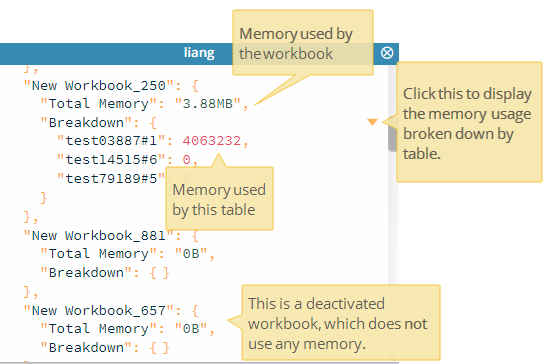 Memory used by
the workbook
liang
},
"New Workbook_250": {
"Total Memory": "3.88MB",
"Breakdown": {
"test03887#1": 4063232,
"test14515#6": 0,
"test79189#5":
}
},
Click this to display
the memory usage
broken down by
table.
Memory used
by this table
"New Workbook_881": {
"Total Memory": "0B",
"Breakdown": { }
},
"New Workbook_657": {
"Total Memory": "0B",
"Breakdown": { }
This is a deactivated
workbook, which does not
use any memory.